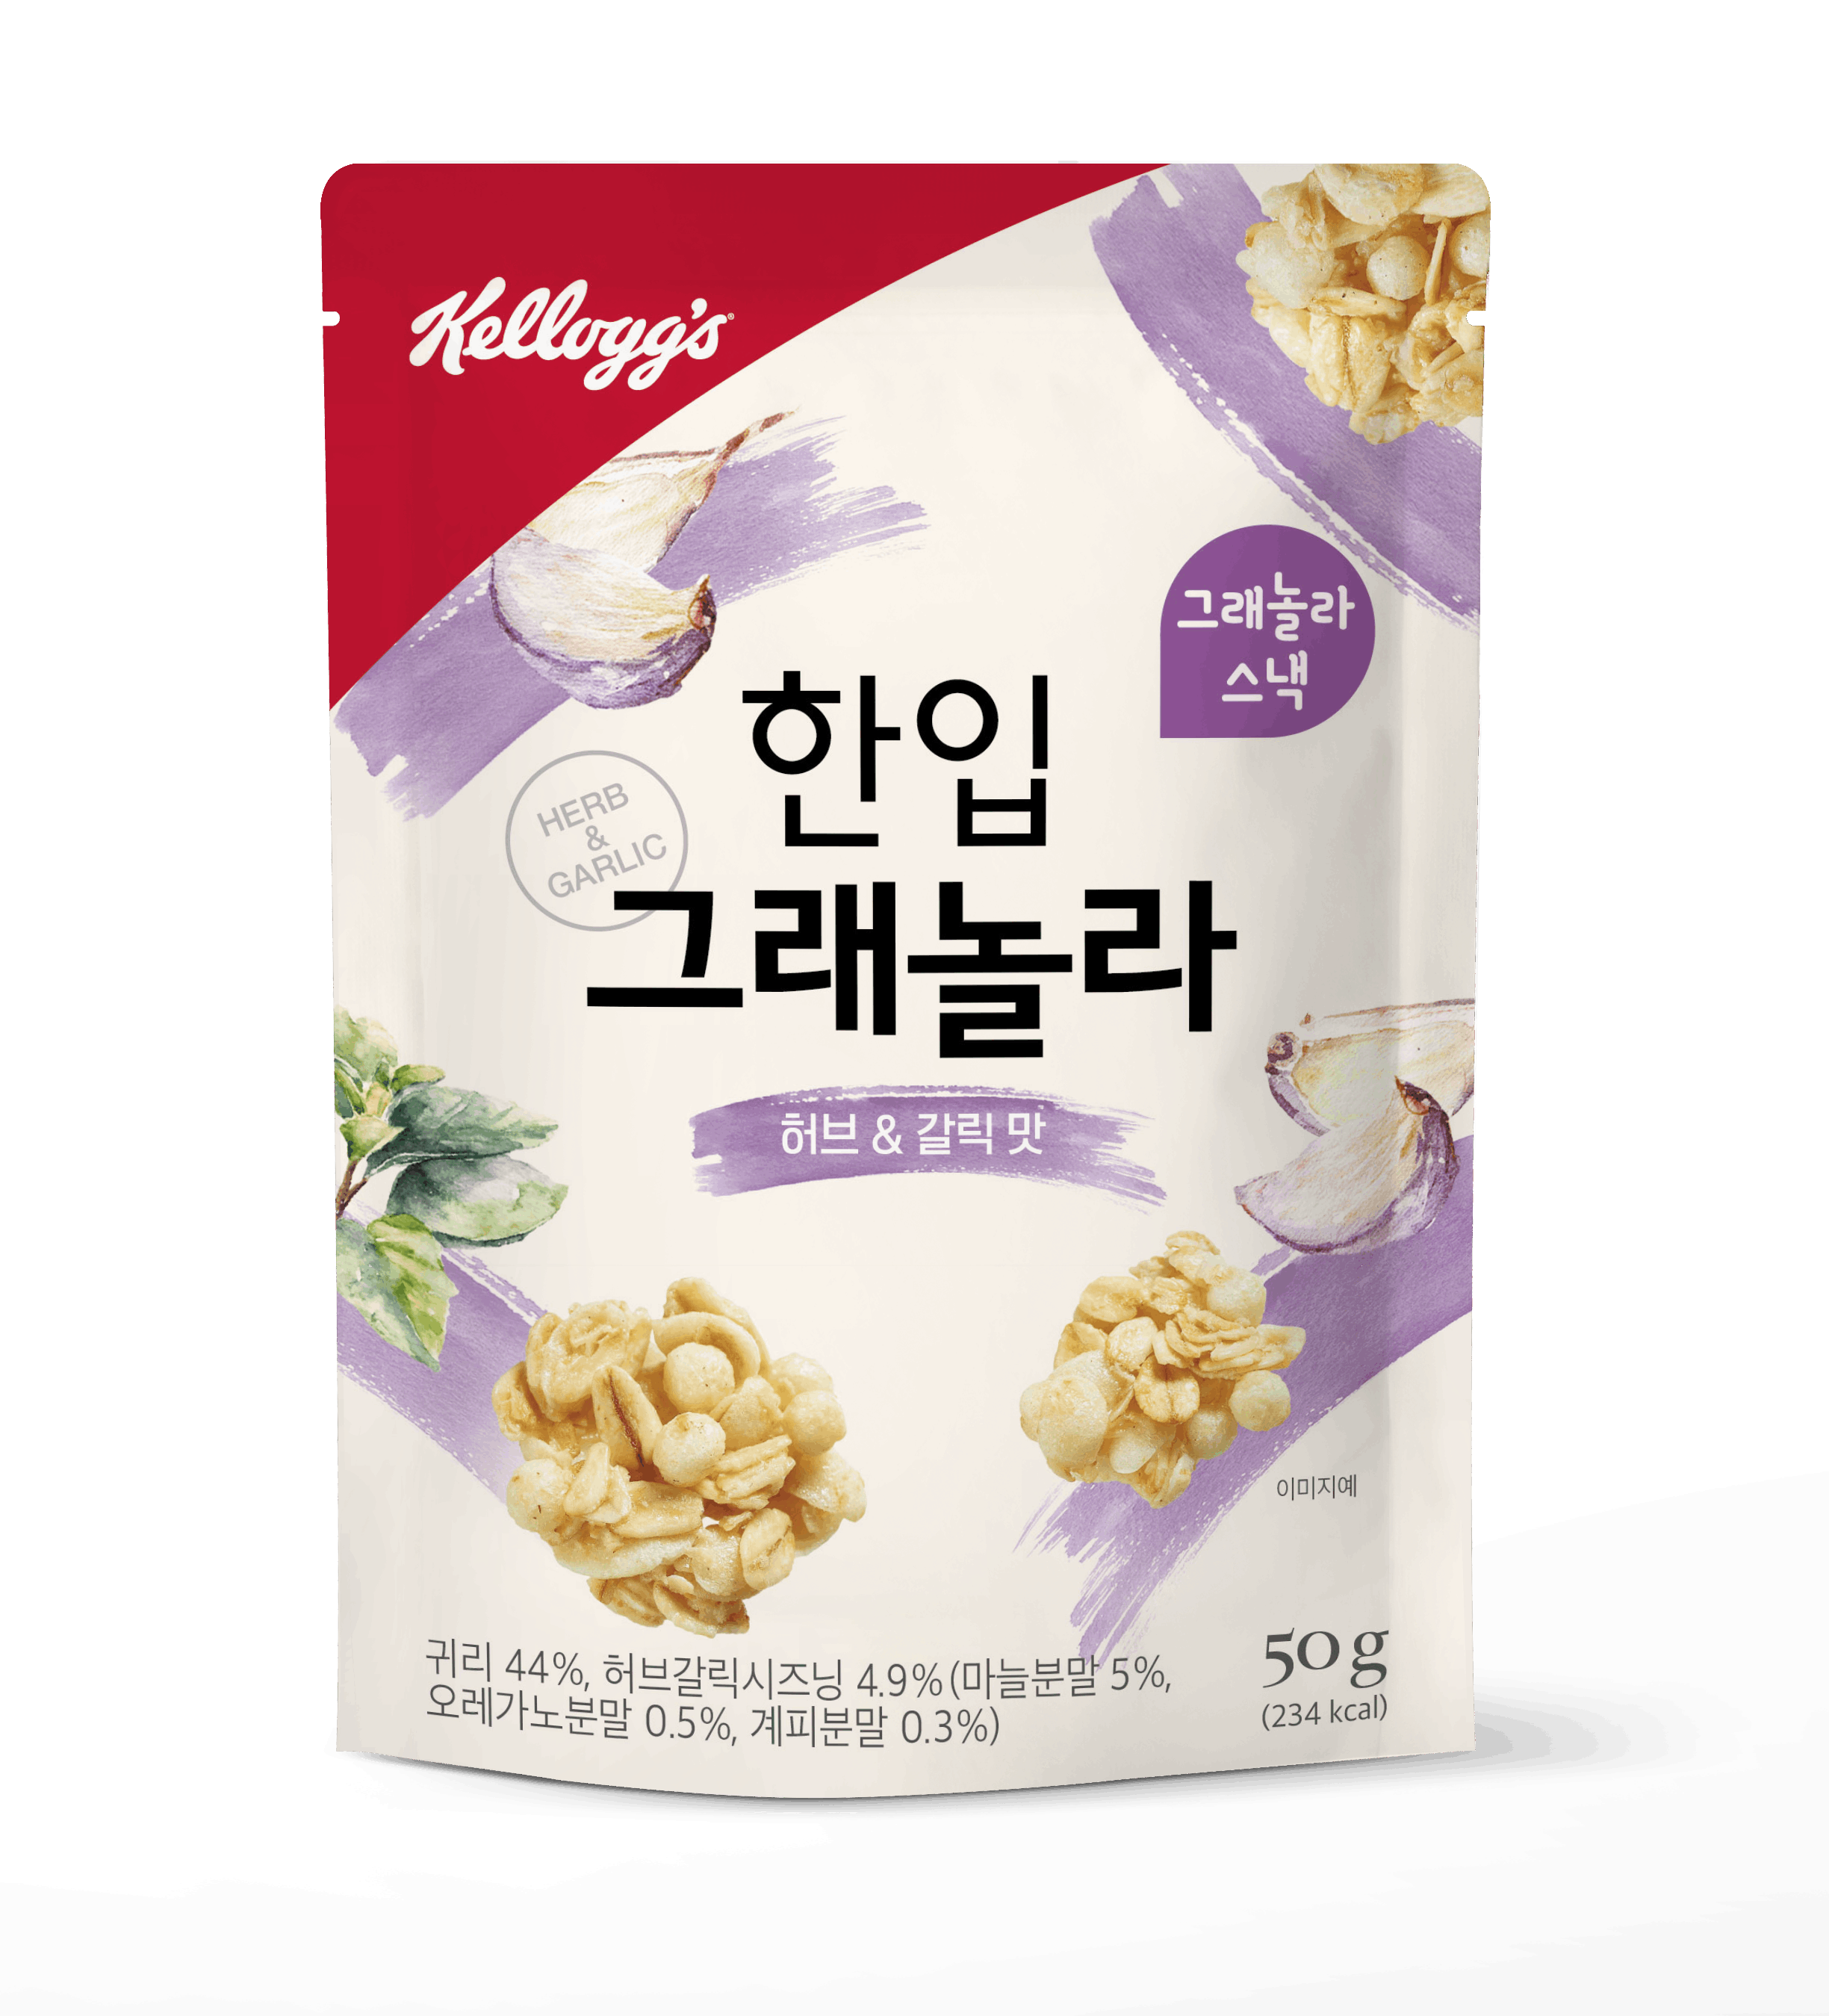 Kellogg's®
그래놀라
스낵
한입
HERB
&
GARLIC
그래놀라
허브 & 갈릭 맛
이미지예
귀리 44%, 허브갈릭시즈닝 4.9%(마늘분말 5%,
오레가노분말 0.5%, 계피분말 0.3%)
50 g
(234 kcal)